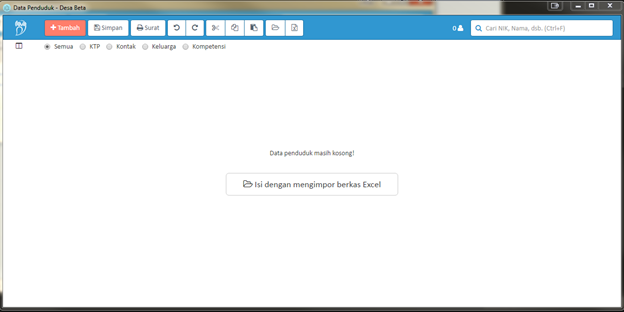 Data Penduduk - Desa Beta
Tambah Simpan Surat 0 Cari NIK, Nama, dsb. (Ctrl+F)
Semua KTP Kontak Keluarga Kompetensi
Data penduduk masih kosong!
Isi dengan mengimpor berkas Excel